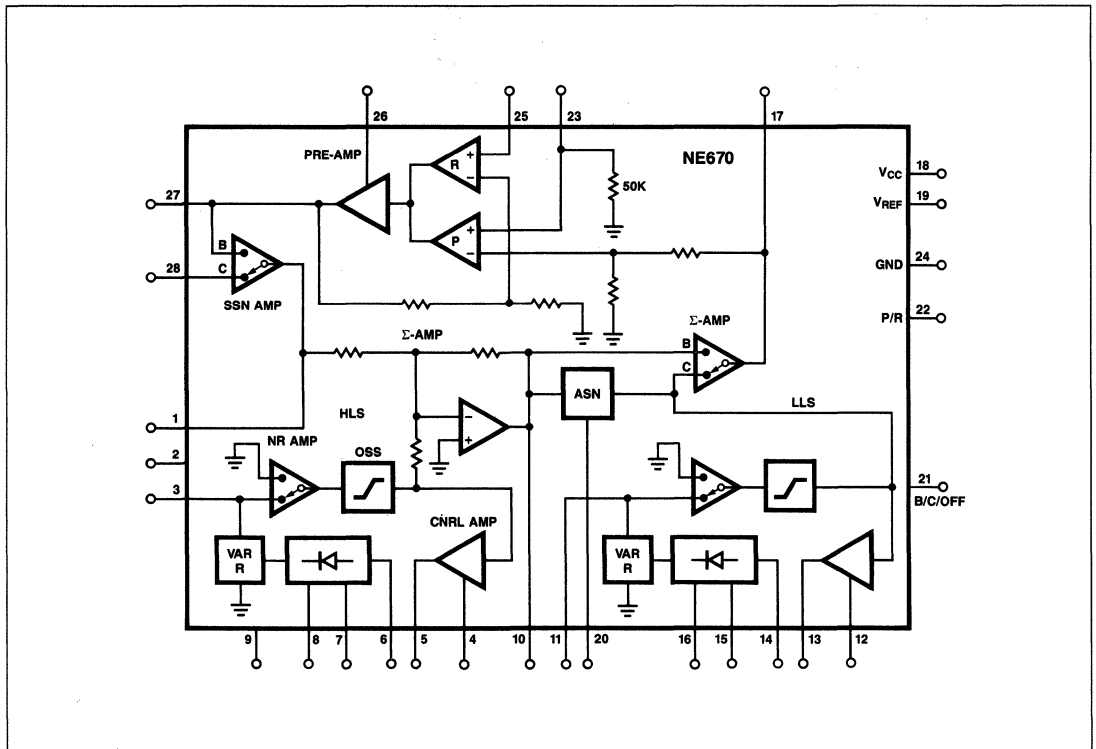 26 25 23 17
PRE-AMP NE670
R + −
50K
VCC 18
VREF 19
27
P + −
B
C
28
SSN AMP
GND 24
P/R 22
Σ-AMP Σ-AMP
B
C
ASN
HLS LLS
− +
1
NR AMP OSS
2
3
21
B/C/OFF
CNRL AMP
VAR R
VAR R
9 8 7 6 5 4 10 11 20 16 15 14 13 12